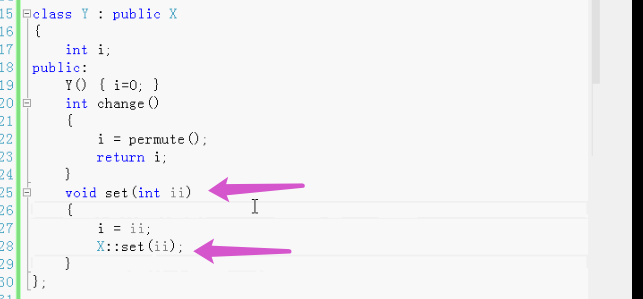 15 class Y : public X
16 {
17 int i;
18 public:
19 Y() { i=0; }
20 int change()
21 {
22 i = permute();
23 return i;
24 }
25 void set(int ii)
26 {
27 i = ii;
28 X::set(ii);
29 }
30 };